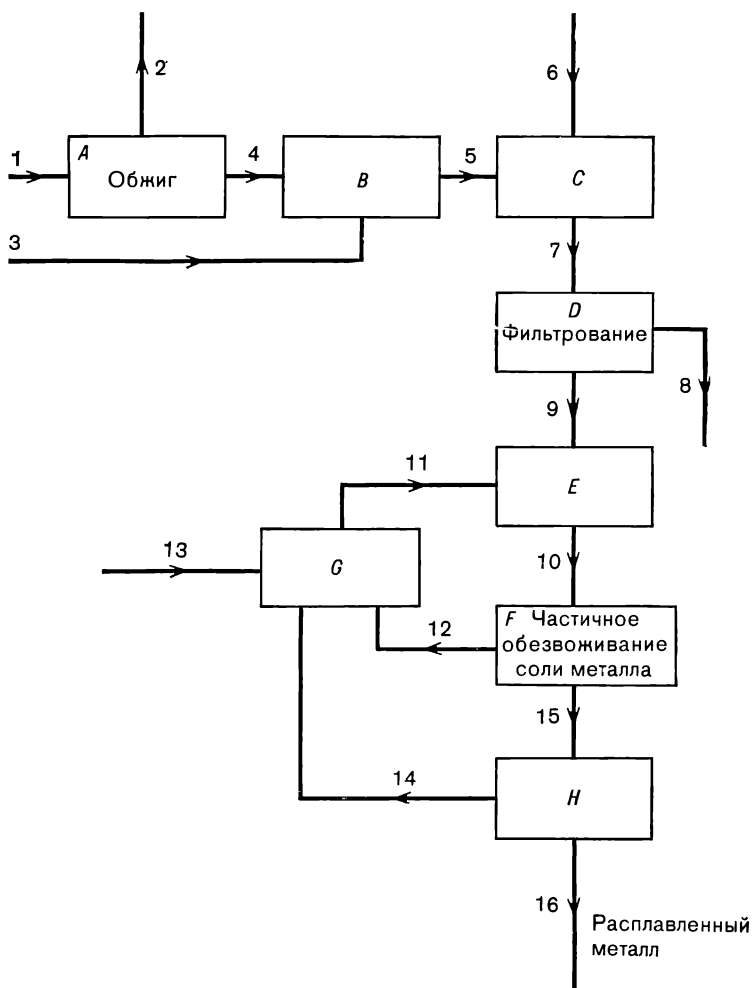 2
6
1
A
Обжиг
4
B
5
C
3
7
D
Фильтрование
8
9
11
E
13
G
10
12
F Частичное
обезвоживание
соли металла
15
14
H
16
Расплавленный
металл